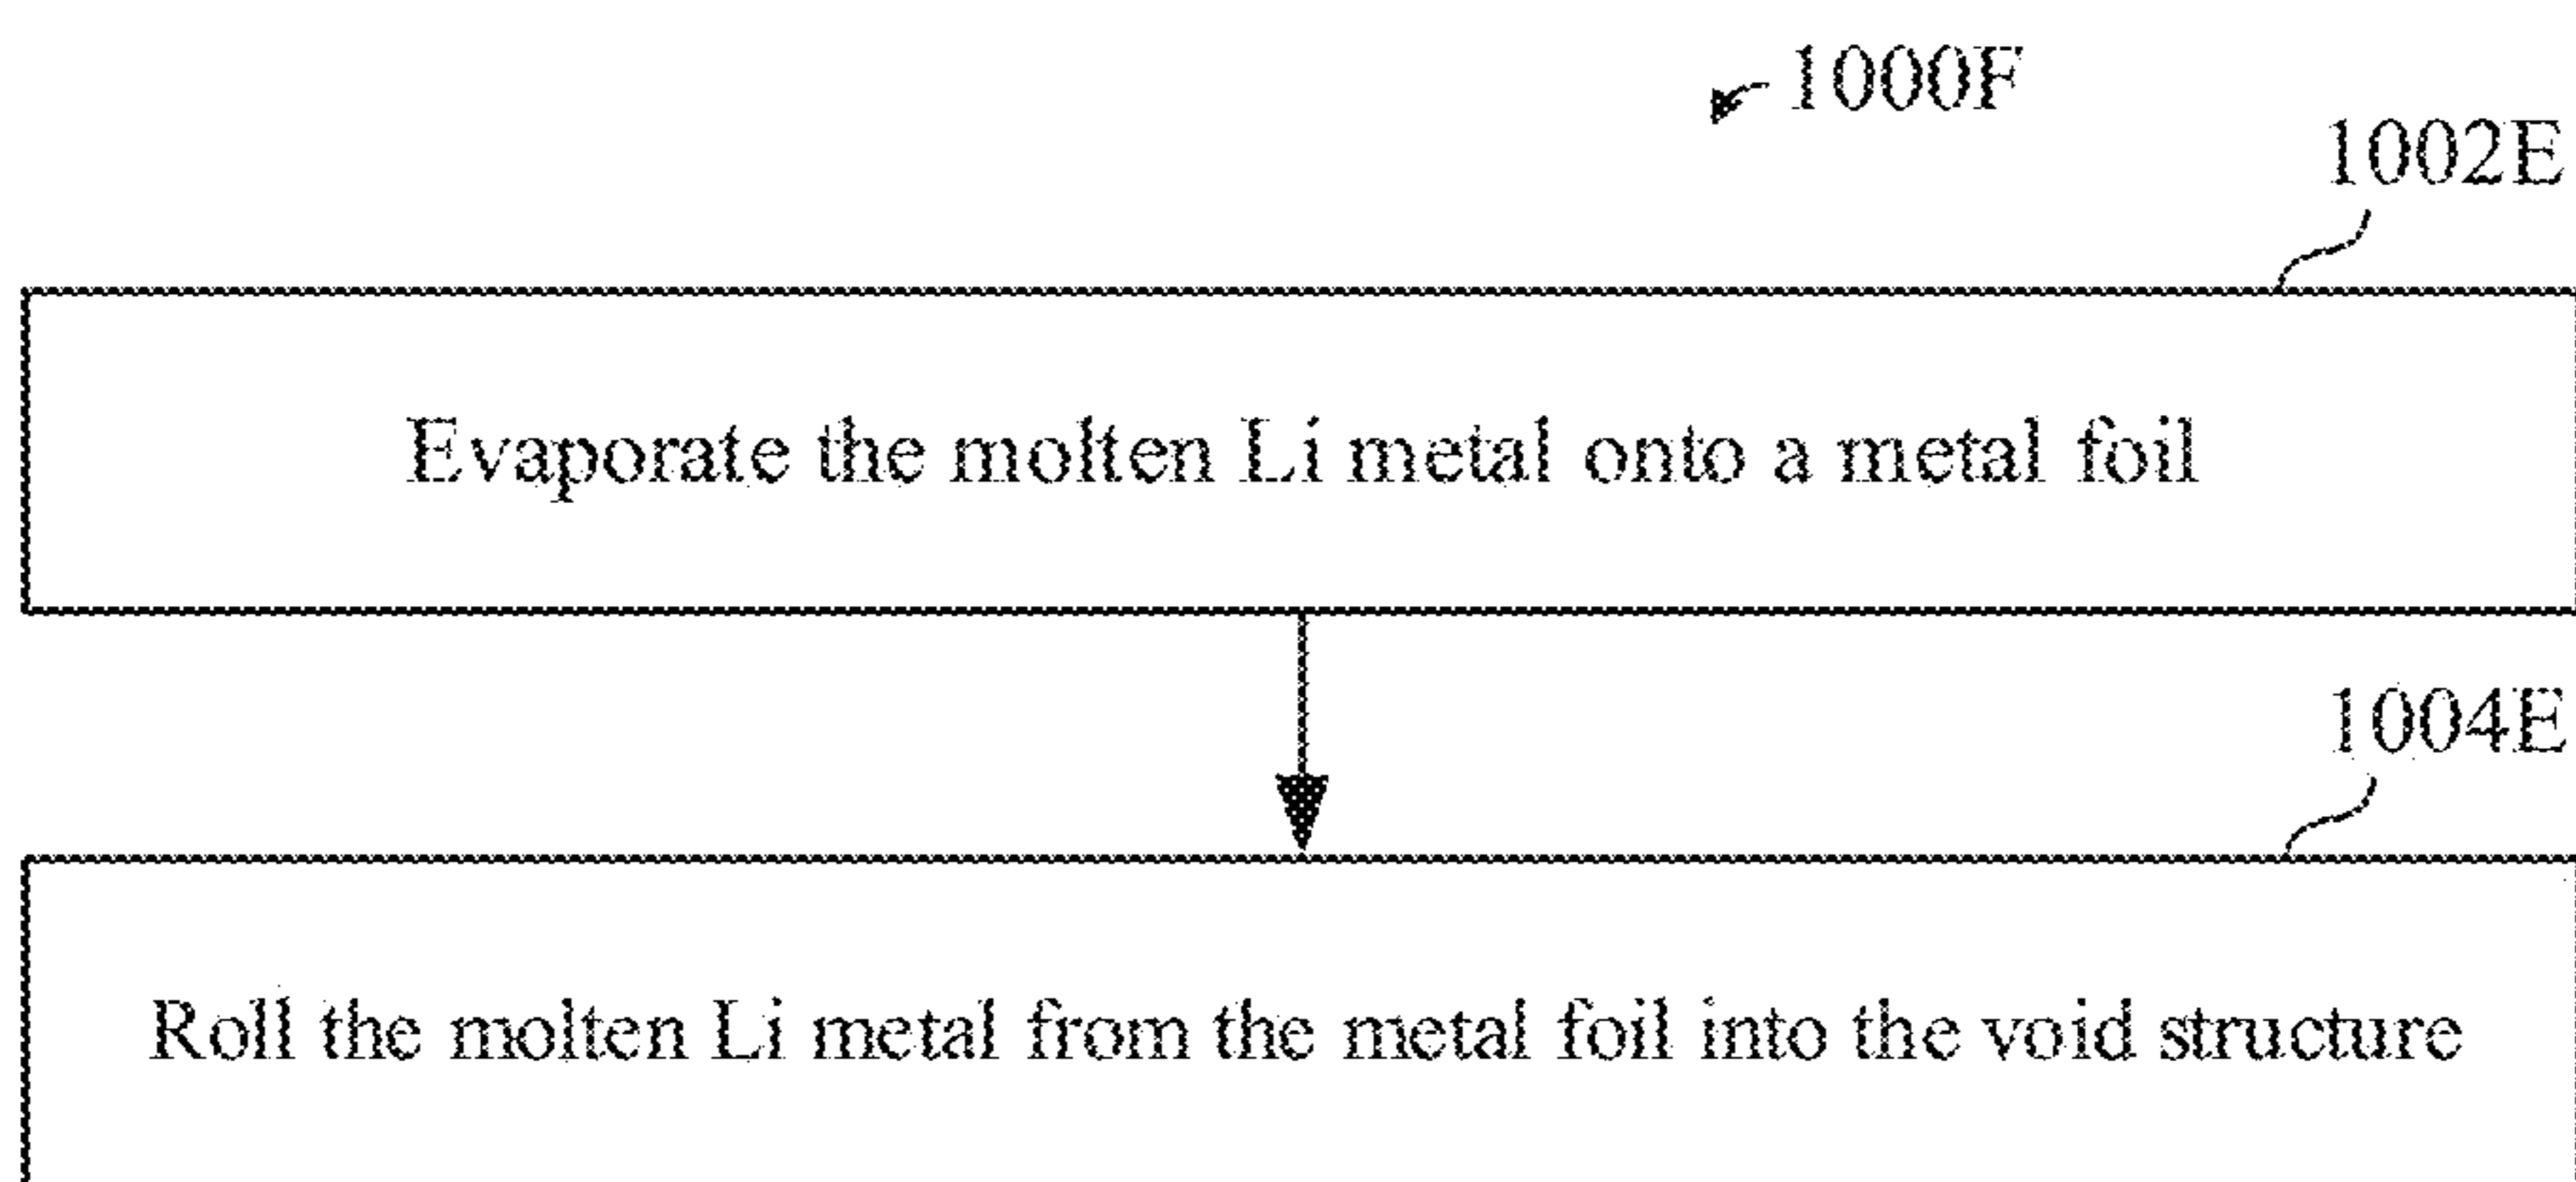 1000F
1002E
Evaporate the molten Li metal onto a metal foil
1004E
Roll the molten Li metal from the metal foil into the void structure